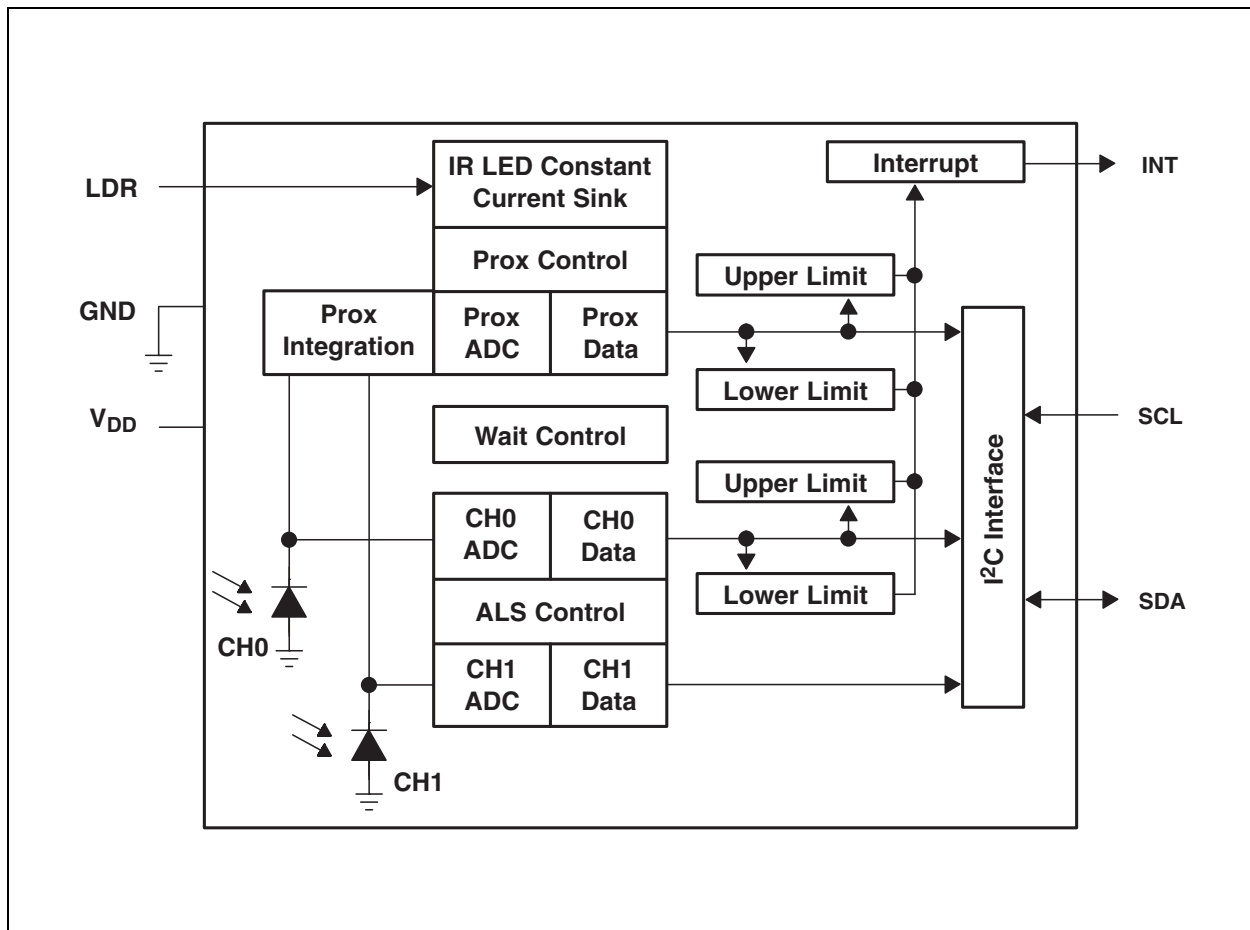 IR LED Constant
Current Sink
Interrupt
INT
LDR
Prox Control
Upper Limit
GND
Prox
Integration
Prox
ADC
Prox
Data
Lower Limit
V_DD
Wait Control
SCL
Upper Limit
CH0
ADC
CH0
Data
I²C Interface
Lower Limit
SDA
ALS Control
CH0
CH1
ADC
CH1
Data
CH1